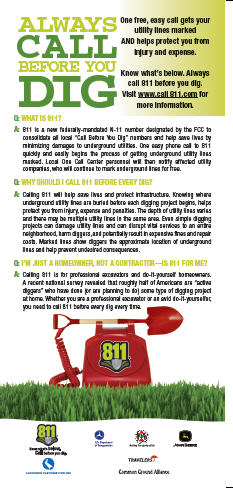 ALWAYS
CALL
BEFORE YOU
DIG
One free, easy call gets your
utility lines marked
AND helps protect you from
injury and expense.
Know what's below. Always
call 811 before you dig.
Visit www.call811.com for
more information.
Q: WHAT IS 811?
A: 811 is a new federally-mandated N-11 number designated by the FCC to
consolidate all local "Call Before You Dig" numbers and help save lives by
minimizing damages to underground utilities. One easy phone call to 811
quickly and easily begins the process of getting underground utility lines
marked. Local One Call Center personnel will then notify affected utility
companies, who will continue to mark underground lines for free.
Q: WHY SHOULD I CALL 811 BEFORE EVERY DIG?
A: Calling 811 will help save lives and protect infrastructure. Knowing where
underground utility lines are buried before each digging project begins, helps
protect you from injury, expense and penalties. The depth of utility lines varies
and there may be multiple utility lines in the same area. Even simple digging
projects can damage utility lines and can disrupt vital services to an entire
neighborhood, harm diggers, and potentially result in expensive fines and repair
costs. Marked lines show diggers the approximate location of underground
lines and help prevent undesired consequences.
Q: I'M JUST A HOMEOWNER, NOT A CONTRACTOR—IS 811 FOR ME?
A: Calling 811 is for professional excavators and do-it-yourself homeowners.
A recent national survey revealed that roughly half of Americans are "active
diggers" who have done (or are planning to do) some type of digging project
at home. Whether you are a professional excavator or an avid do-it-yourselfer,
you need to call 811 before every dig every time.
811
811
Know what's below.
Call before you dig.
JOHN DEERE
TRAVELERS
Common Ground Alliance